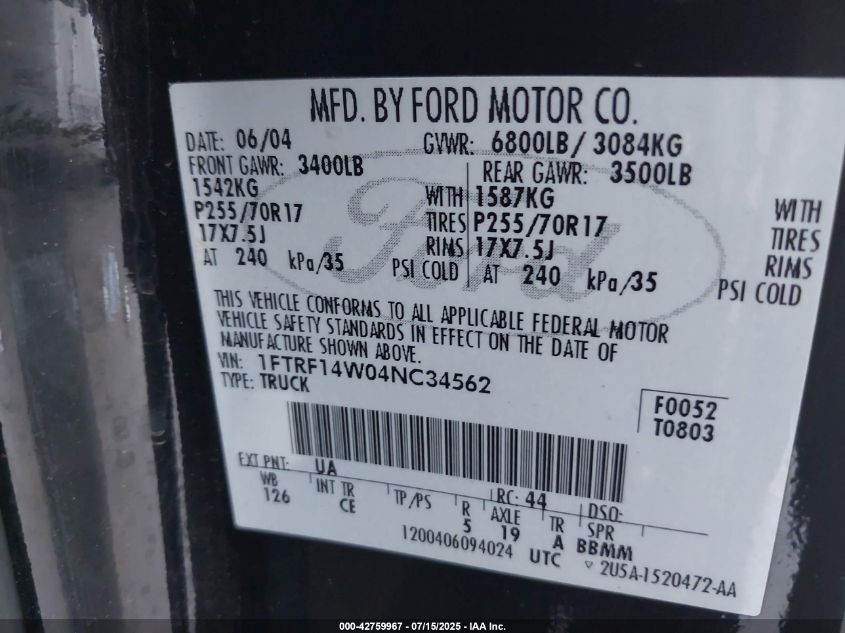 MFD. BY FORD MOTOR CO.
DATE: 06/04 GVWR: 6800LB/ 3084KG
FRONT GAWR: 3400LB REAR GAWR: 3500LB
1542KG WITH 1587KG WITH
P255/70R17 TIRES P255/70R17 TIRES
17X7.5J RIMS 17X7.5J RIMS
AT 240 kPa/35 PSI COLD AT 240 kPa/35 PSI COLD
Ford
THIS VEHICLE CONFORMS TO ALL APPLICABLE FEDERAL MOTOR
VEHICLE SAFETY STANDARDS IN EFFECT ON THE DATE OF
MANUFACTURE SHOWN ABOVE.
VIN: 1FTRF14W04NC34562
TYPE: TRUCK
F0052
T0803
EXT PNT: UA RC: 44 DSO:
WB INT TR TP/PS R AXLE TR SPR
126 CE 5 19 A BBMM
1200406094024 UTC ▽ 2U5A-1520472-AA
000-42759967 - 07/15/2025 - IAA Inc.